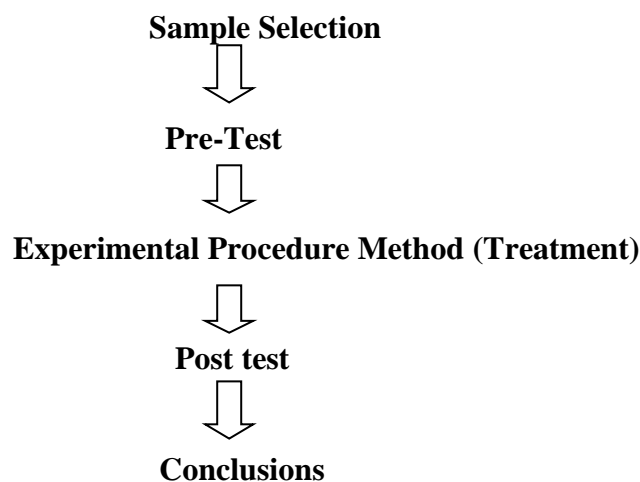 Sample Selection
Pre-Test
Experimental Procedure Method (Treatment)
Post test
Conclusions